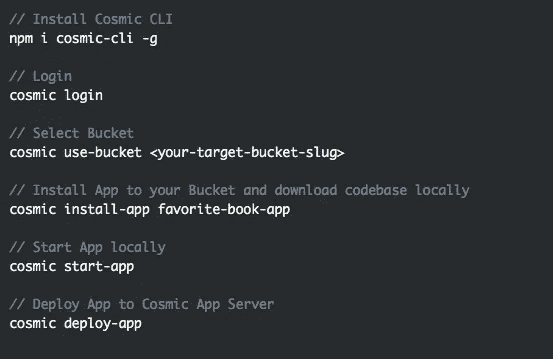 // Install Cosmic CLI
npm i cosmic-cli -g
// Login
cosmic login
// Select Bucket
cosmic use-bucket <your-target-bucket-slug>
// Install App to your Bucket and download codebase locally
cosmic install-app favorite-book-app
// Start App locally
cosmic start-app
// Deploy App to Cosmic App Server
cosmic deploy-app